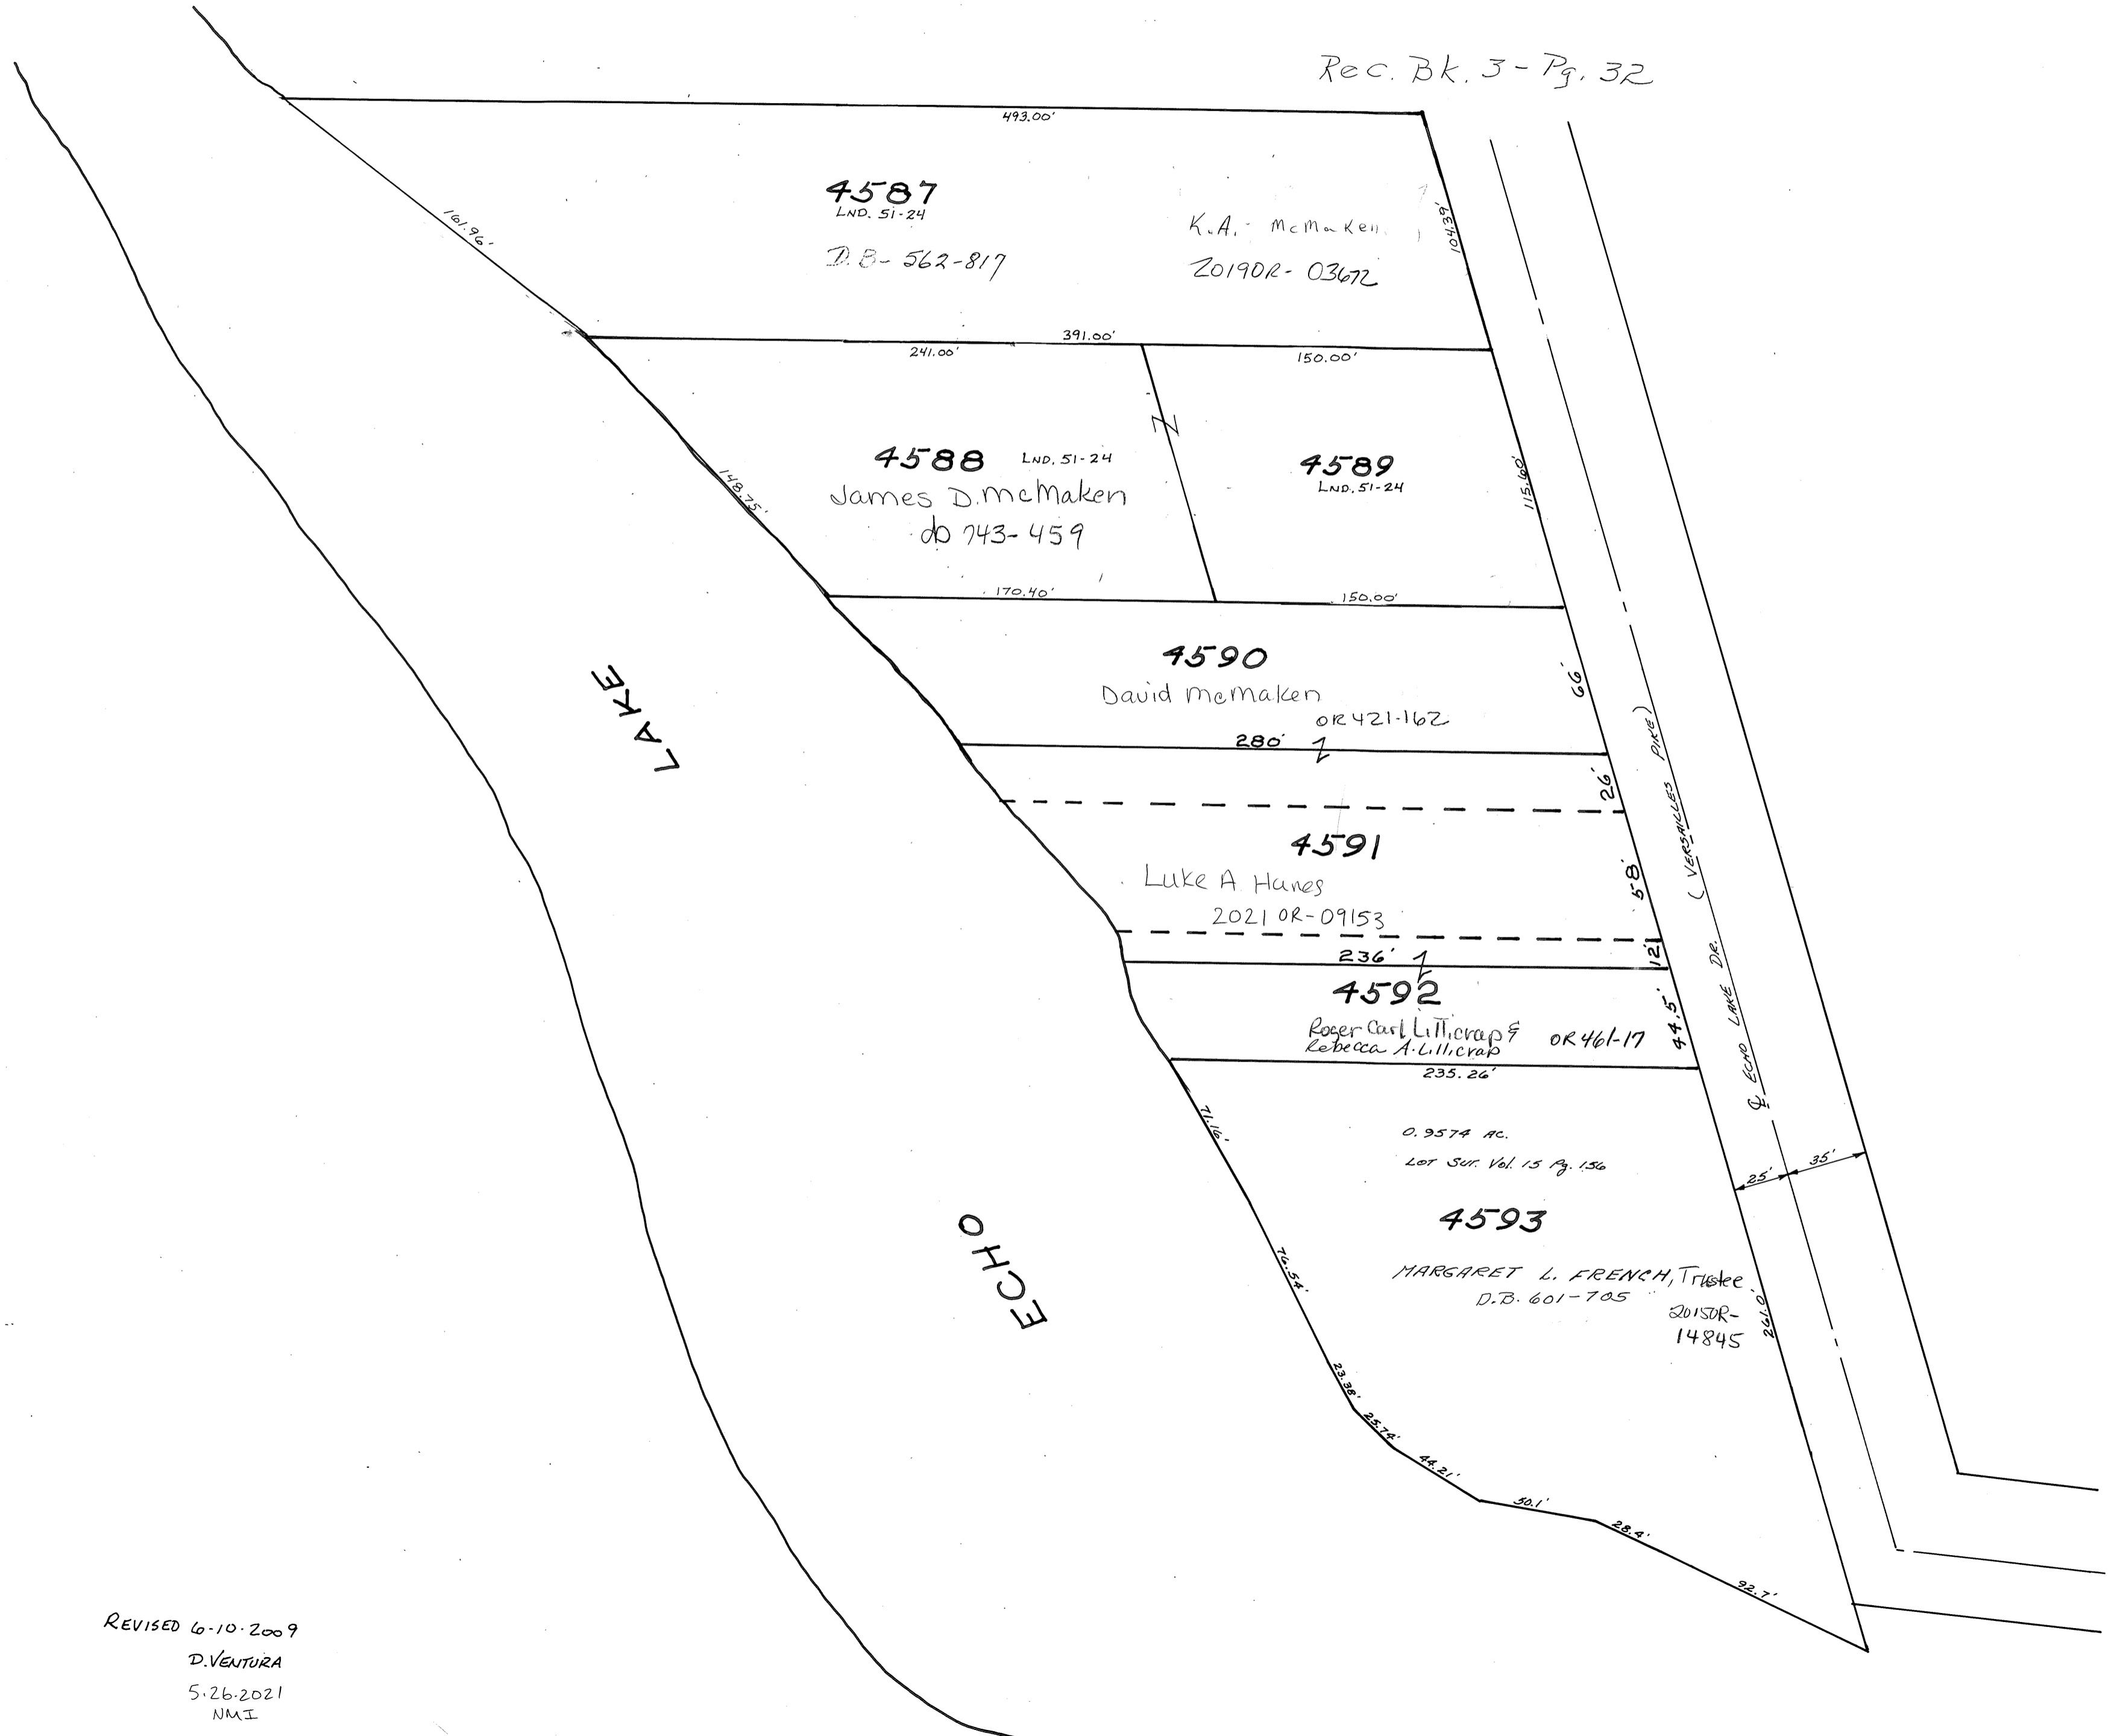 Rec. Bk. 3 - Pg. 32
493.00'
4587
LND. 51-24
D.B- 562-817
K.A. - McMaken
2019OR- 03672
104.39'
161.96'
391.00'
241.00'
150.00'
4588 LND. 51-24
James D. McMaken
db 743-459
4589
LND. 51-24
148.75'
115.60'
170.40'
150.00'
4590
David McMaken
OR 421-162
66'
280'
26'
4591
Luke A Hanes
2021 OR-09153
58'
12'
236'
4592
Roger Carl Lillicrap &
Rebecca A. Lillicrap
OR 461-17
44.5'
235.26'
LAKE
ECHO
℄ ECHO LAKE DR. (VERSAILLES PIKE)
71.16'
0.9574 AC.
LOT Sur. Vol. 15 Pg. 156
25'
35'
4593
MARGARET L. FRENCH, Trustee
D.B. 601-705
2015OR-
14845
261.0'
76.54'
23.38'
25.74'
44.21'
50.1'
28.4'
92.7'
REVISED 6-10-2009
D. VENTURA
5.26.2021
NMI